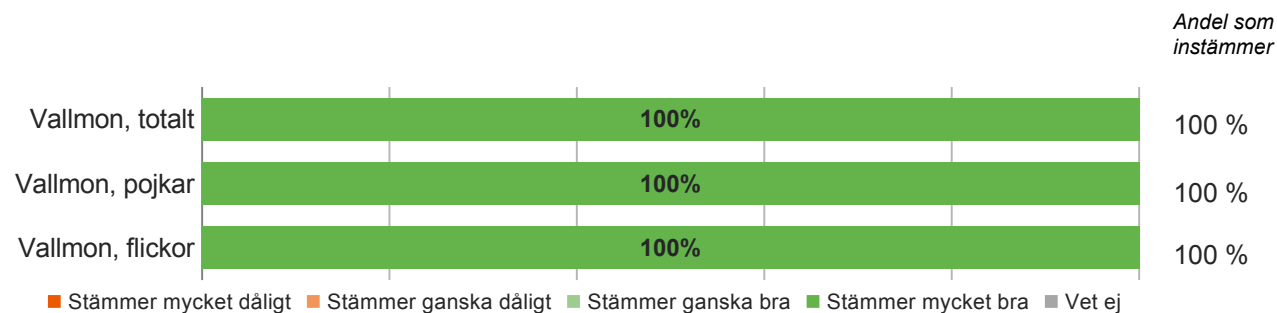 Andel som
instämmer
Vallmon, totalt 100% 100 %
Vallmon, pojkar 100% 100 %
Vallmon, flickor 100% 100 %
Stämmer mycket dåligt Stämmer ganska dåligt Stämmer ganska bra Stämmer mycket bra Vet ej